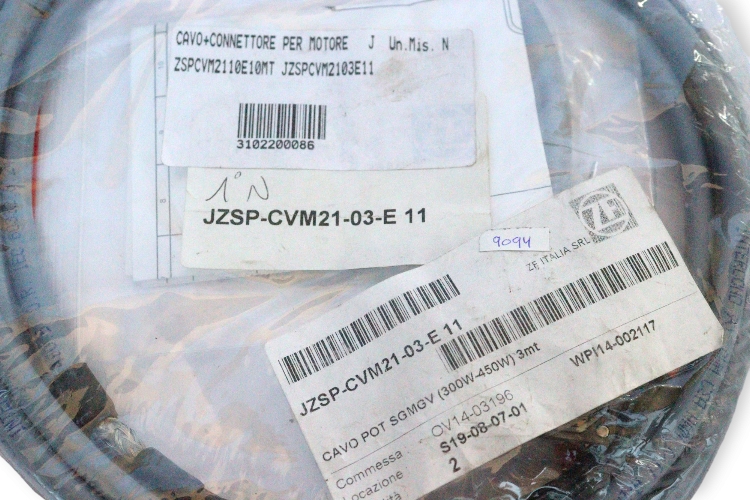 CAVO+CONNETTORE PER MOTORE J Un.Mis. N
ZSPCVM2110E10MT JZSPCVM2103E11
3102200086
1° N
JZSP-CVM21-03-E 11
9094
ZE
ZE ITALIA SRL
JZSP-CVM21-03-E 11
CAVO POT SGMGV (300W-450W) 3mt
WPI14-002117
Commessa OV14-03196
Locazione S19-08-07-01
2